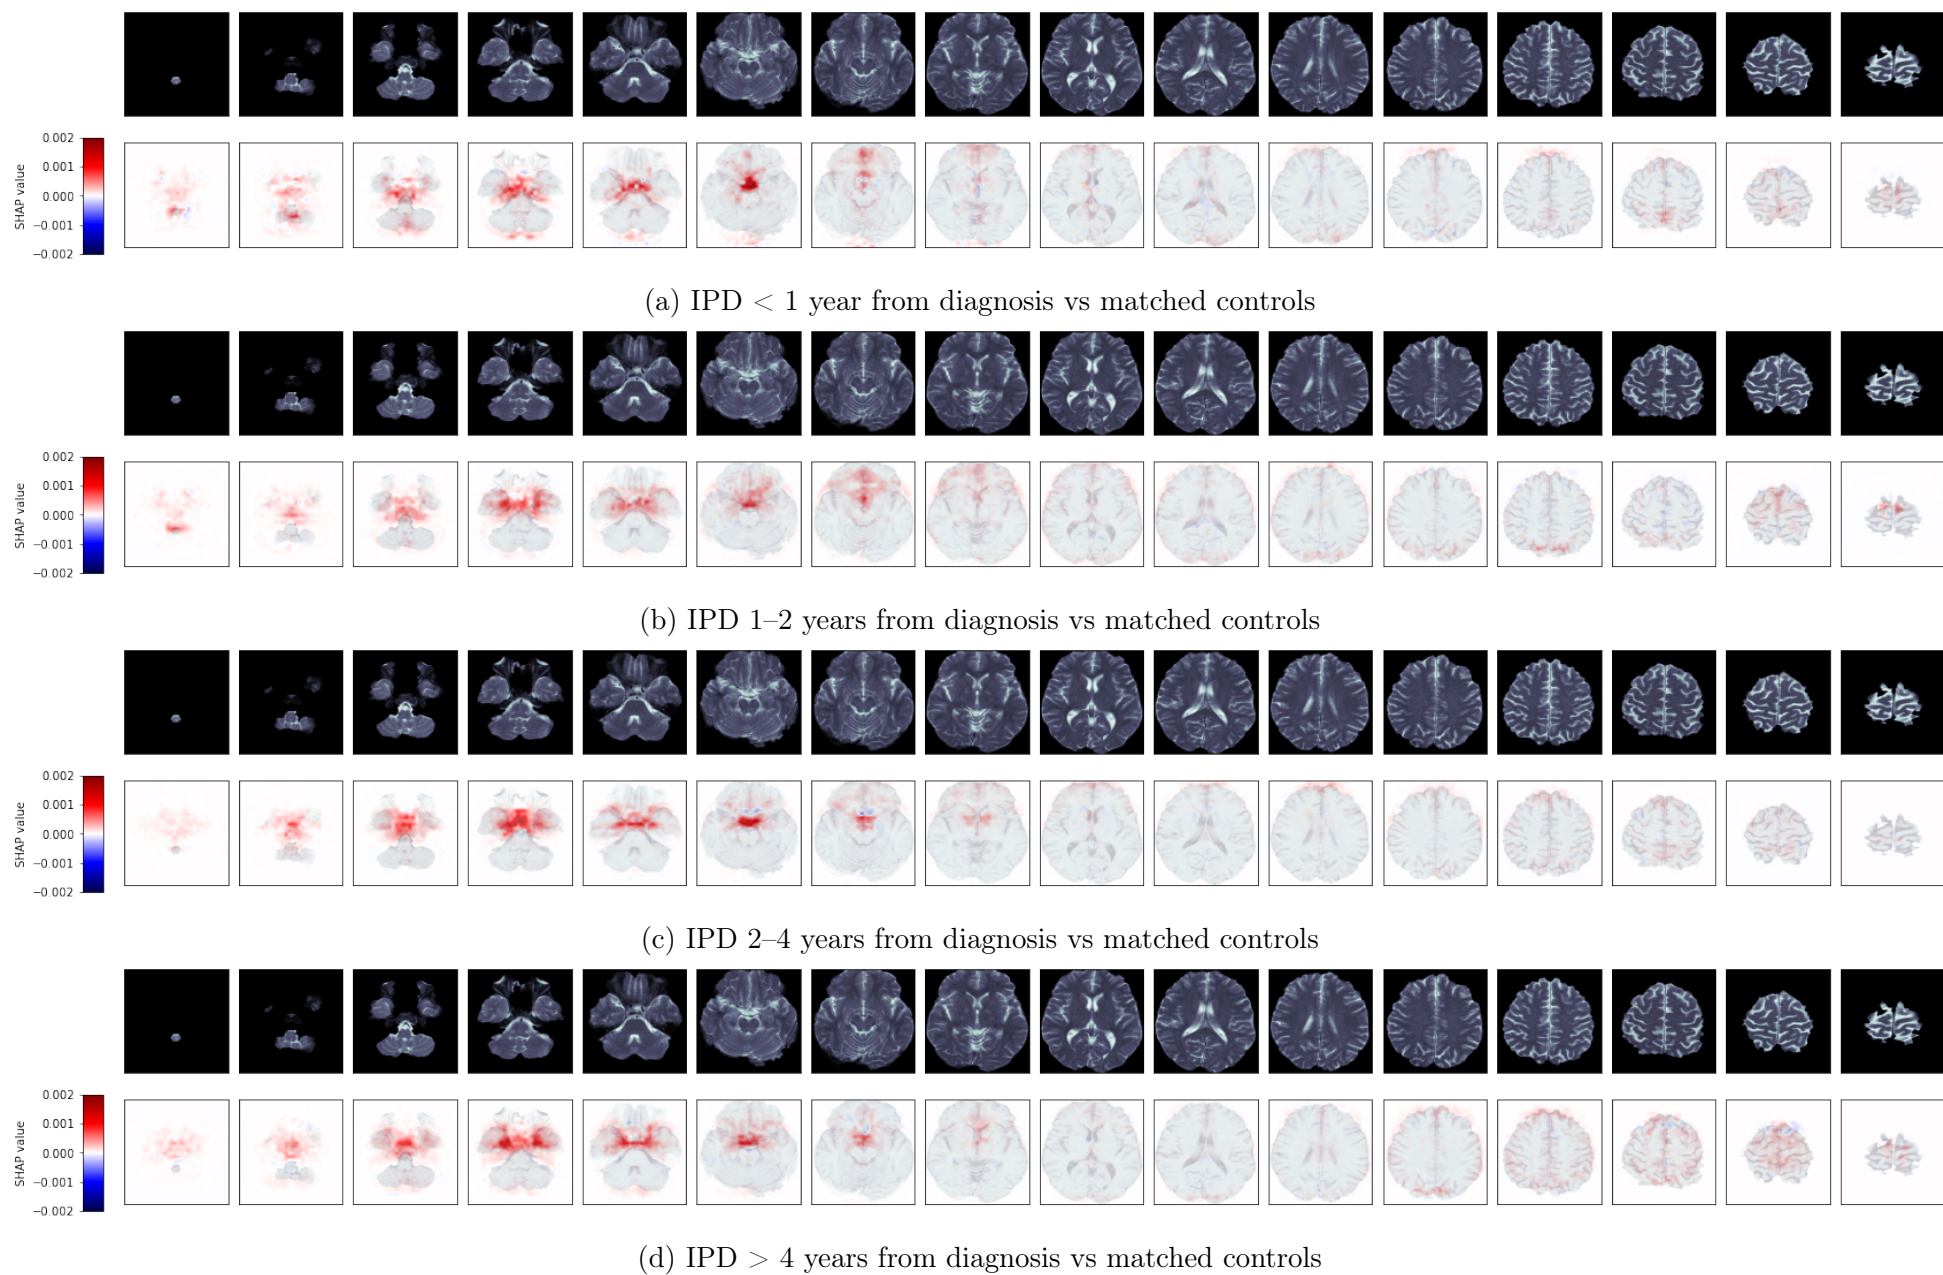 0.002
0.001
0.000
−0.001
−0.002
SHAP value
(a) IPD < 1 year from diagnosis vs matched controls
0.002
0.001
0.000
−0.001
−0.002
SHAP value
(b) IPD 1–2 years from diagnosis vs matched controls
0.002
0.001
0.000
−0.001
−0.002
SHAP value
(c) IPD 2–4 years from diagnosis vs matched controls
0.002
0.001
0.000
−0.001
−0.002
SHAP value
(d) IPD > 4 years from diagnosis vs matched controls